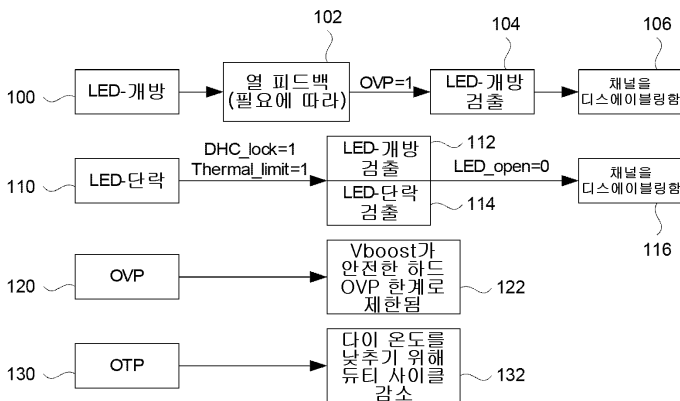 102
104
106
100
LED-개방
열 피드백
(필요에 따라)
OVP=1
LED-개방
검출
채널을
디스에이블링함
110
LED-단락
DHC_lock=1
Thermal_limit=1
LED-개방
검출
112
LED-단락
검출
114
LED_open=0
채널을
디스에이블링함
116
120
OVP
Vboost가
안전한 하드
OVP 한계로
제한됨
122
130
OTP
다이 온도를
낮추기 위해
듀티 사이클
감소
132